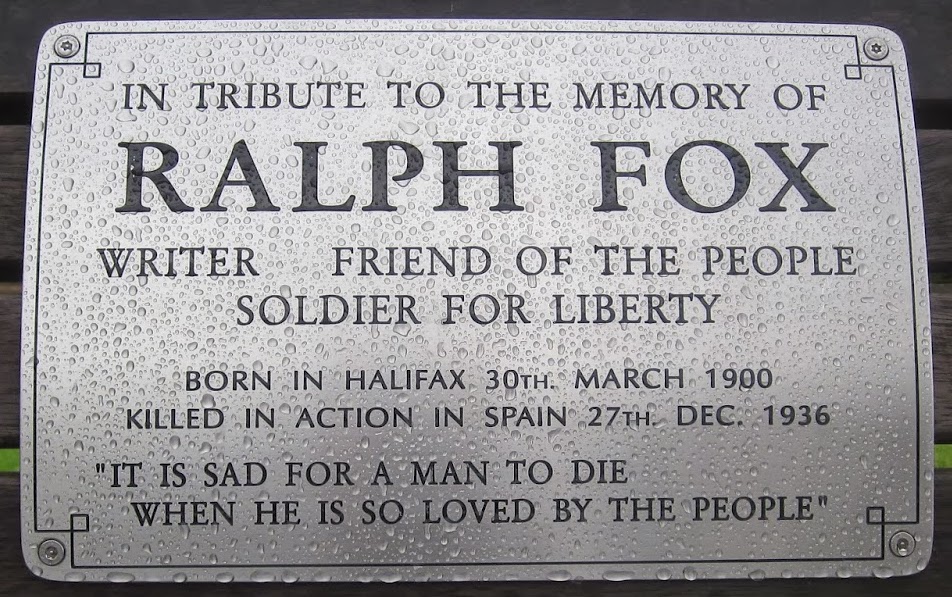 IN TRIBUTE TO THE MEMORY OF
RALPH FOX
WRITER FRIEND OF THE PEOPLE
SOLDIER FOR LIBERTY
BORN IN HALIFAX 30TH. MARCH 1900
KILLED IN ACTION IN SPAIN 27TH. DEC. 1936
"IT IS SAD FOR A MAN TO DIE
WHEN HE IS SO LOVED BY THE PEOPLE"